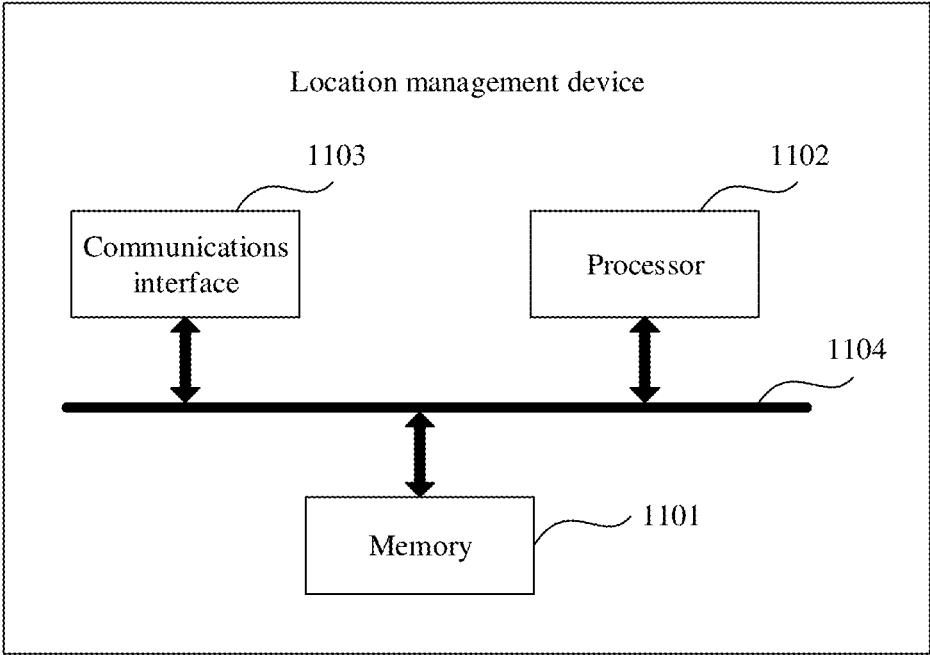 Location management device
1103
1102
Communications
interface
Processor
1104
Memory
1101